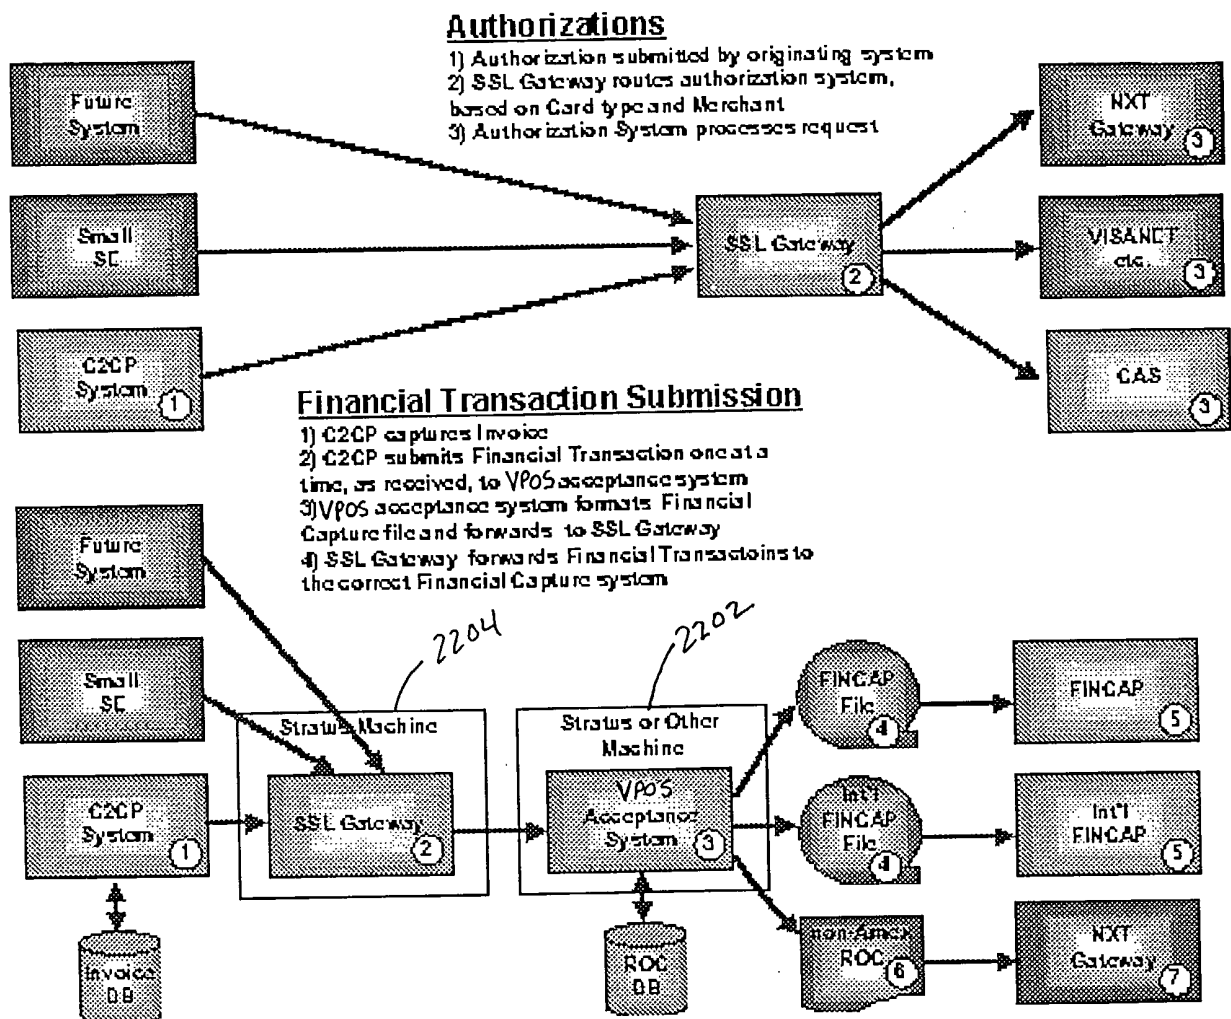 Authorizations
1) Authorization submitted by originating system
2) SSL Gateway routes authorization system,
based on Card type and Merchant
3) Authorization System processes request
Future
System
Small
SE
C2CP
System
1
SSL Gateway
2
NXT
Gateway
3
VISANET
etc.
3
CAS
3
Financial Transaction Submission
1) C2CP captures Invoice
2) C2CP submits Financial Transaction one at a
time, as received, to VPOS acceptance system
3) VPOS acceptance system formats Financial
Capture file and forwards to SSL Gateway
4) SSL Gateway forwards Financial Transactoins to
the correct Financial Capture system
Future
System
Small
SE
C2CP
System
1
Invoice
DB
2204
Stratus Machine
SSL Gateway
2
2202
Stratus or Other
Machine
VPOS
Acceptance
System
3
ROC
DB
FINCAP
File
4
FINCAP
5
Int'l
FINCAP
File
4
Int'l
FINCAP
5
non-Amex
ROC
6
NXT
Gateway
7